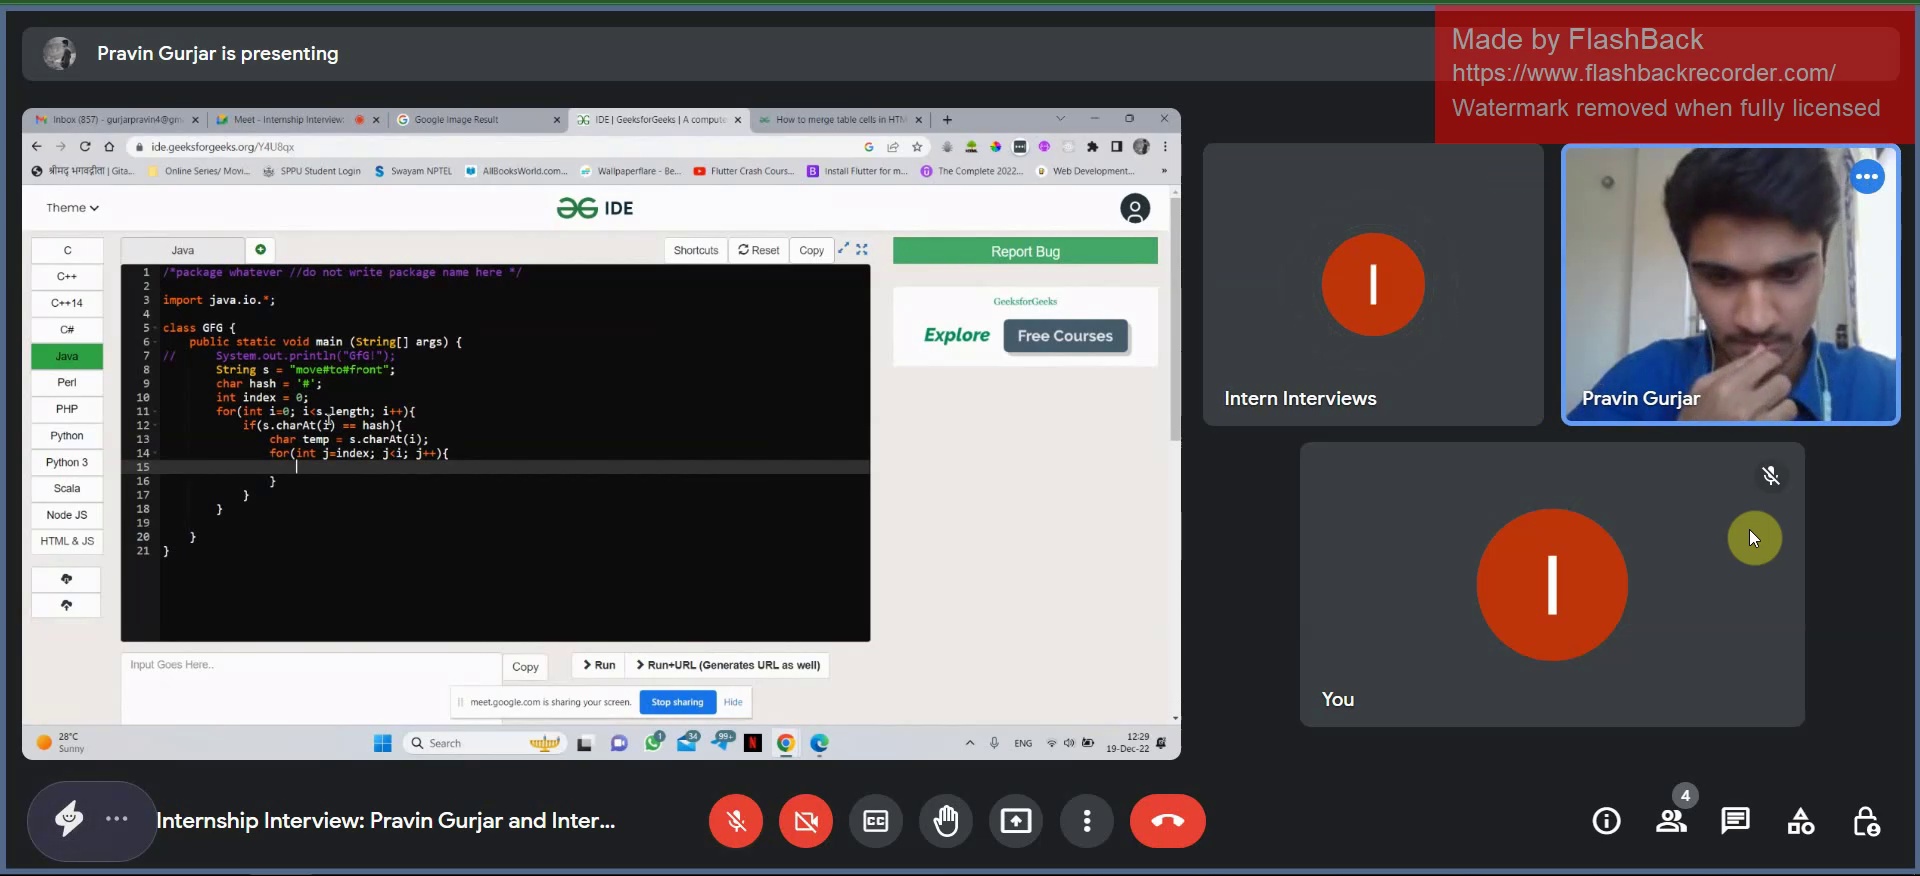 Pravin Gurjar is presenting
Made by FlashBack
https://www.flashbackrecorder.com/
Watermark removed when fully licensed
Inbox (857) - gurjarpravin4@gm
Meet - Internship Interview:
Google Image Result
IDE | GeeksforGeeks | A compute
How to merge table cells in HTM
ide.geeksforgeeks.org/Y4U8qx
श्रीमद् भगवद्गीता | Gita...
Online Series/ Movi...
SPPU Student Login
Swayam NPTEL
AllBooksWorld.com...
Wallpaperflare - Be...
Flutter Crash Cours...
Install Flutter for m...
The Complete 2022...
Web Development...
»
Theme
IDE
C
C++
C++14
C#
Java
Perl
PHP
Python
Python 3
Scala
Node JS
HTML & JS
Java
Shortcuts
Reset
Copy
1 /*package whatever //do not write package name here */
2
3 import java.io.*;
4
5 class GFG {
6 public static void main (String[] args) {
7 // System.out.println("GfG!");
8 String s = "move#to#front";
9 char hash = '#';
10 int index = 0;
11 for(int i=0; i<s.length; i++){
12 if(s.charAt(i) == hash){
13 char temp = s.charAt(i);
14 for(int j=index; j<i; j++){
15
16 }
17 }
18 }
19
20 }
21 }
Report Bug
GeeksforGeeks
Explore
Free Courses
Input Goes Here..
Copy
Run
Run+URL (Generates URL as well)
meet.google.com is sharing your screen.
Stop sharing
Hide
28°C
Sunny
Search
1
34
99+
N
ENG
12:29
19-Dec-22
I
Intern Interviews
Pravin Gurjar
I
You
Internship Interview: Pravin Gurjar and Inter...
CC
4